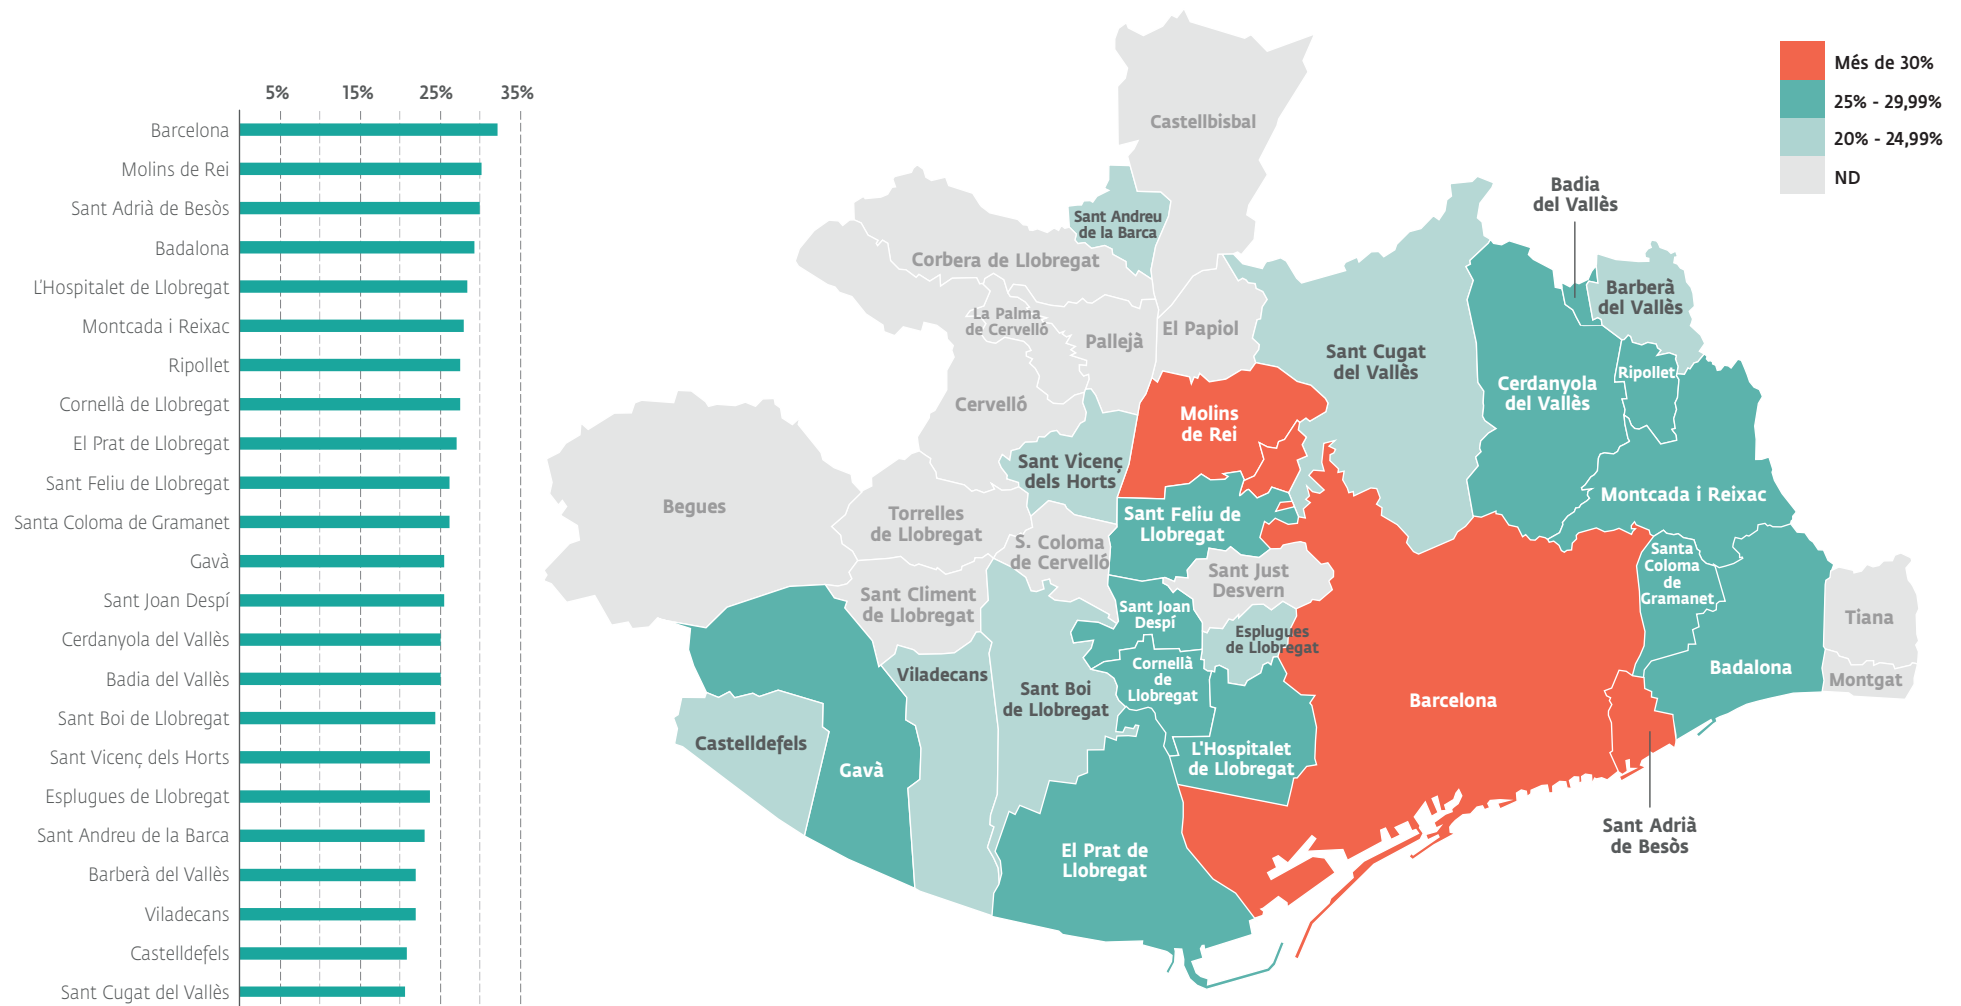 5% 15% 25% 35%
Barcelona
Molins de Rei
Sant Adrià de Besòs
Badalona
L'Hospitalet de Llobregat
Montcada i Reixac
Ripollet
Cornellà de Llobregat
El Prat de Llobregat
Sant Feliu de Llobregat
Santa Coloma de Gramanet
Gavà
Sant Joan Despí
Cerdanyola del Vallès
Badia del Vallès
Sant Boi de Llobregat
Sant Vicenç dels Horts
Esplugues de Llobregat
Sant Andreu de la Barca
Barberà del Vallès
Viladecans
Castelldefels
Sant Cugat del Vallès
Més de 30%
25% - 29,99%
20% - 24,99%
ND
Castellbisbal
Badia
del Vallès
Sant Andreu
de la Barca
Corbera de Llobregat
Barberà
del Vallès
La Palma
de Cervelló
Pallejà
El Papiol
Sant Cugat
del Vallès
Ripollet
Cerdanyola
del Vallès
Cervelló
Molins
de Rei
Sant Vicenç
dels Horts
Montcada i Reixac
Begues
Torrelles
de Llobregat
Sant Feliu de
Llobregat
S. Coloma
de Cervelló
Santa
Coloma
de
Gramanet
Sant Just
Desvern
Sant Climent
de Llobregat
Sant Joan
Despí
Tiana
Esplugues
de Llobregat
Viladecans
Cornellà
de
Llobregat
Badalona
Montgat
Sant Boi
de Llobregat
Barcelona
Castelldefels
Gavà
L'Hospitalet
de Llobregat
Sant Adrià
de Besòs
El Prat de
Llobregat